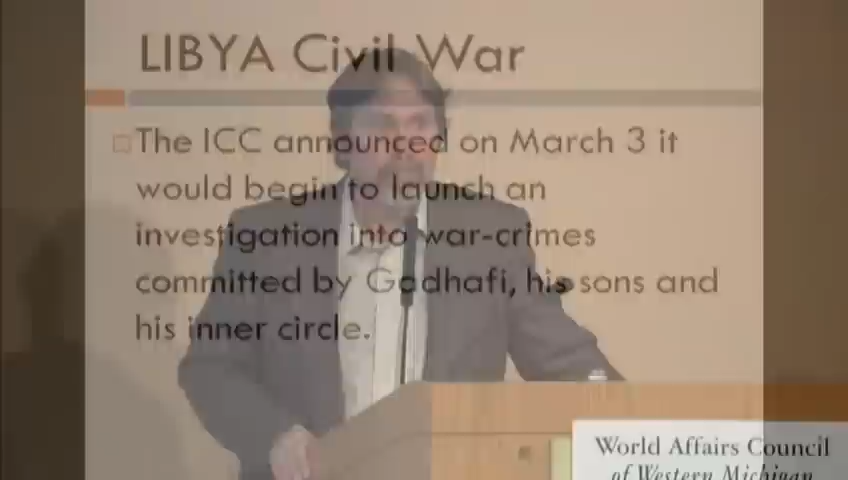 LIBYA Civil War
The ICC announced on March 3 it
would begin to launch an
investigation into war-crimes
committed by Gadhafi, his sons and
his inner circle.
World Affairs Council
of Western Michigan